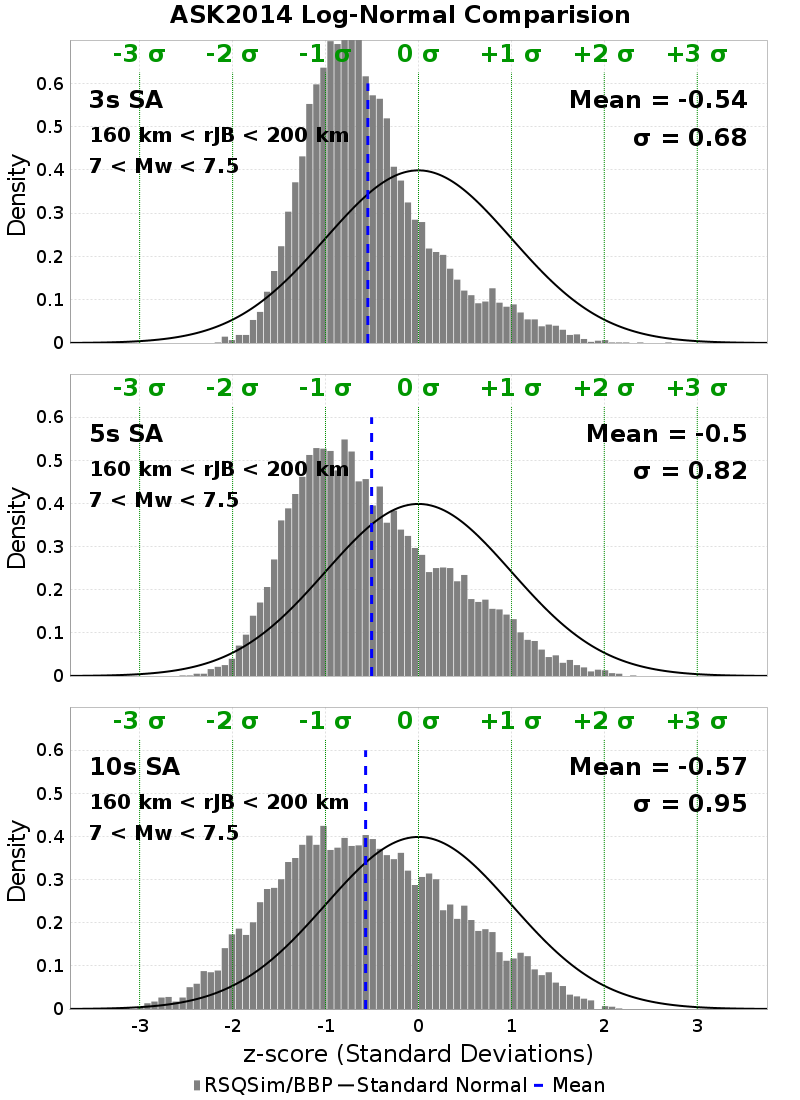 ASK2014 Log-Normal Comparision
-3 σ -2 σ -1 σ 0 σ +1 σ +2 σ +3 σ
3s SA
160 km < rJB < 200 km
7 < Mw < 7.5
Mean = -0.54
σ = 0.68
0.6
0.5
0.4
0.3
0.2
0.1
0
Density
-3 σ -2 σ -1 σ 0 σ +1 σ +2 σ +3 σ
5s SA
160 km < rJB < 200 km
7 < Mw < 7.5
Mean = -0.5
σ = 0.82
0.6
0.5
0.4
0.3
0.2
0.1
0
Density
-3 σ -2 σ -1 σ 0 σ +1 σ +2 σ +3 σ
10s SA
160 km < rJB < 200 km
7 < Mw < 7.5
Mean = -0.57
σ = 0.95
0.6
0.5
0.4
0.3
0.2
0.1
0
Density
-3 -2 -1 0 1 2 3
z-score (Standard Deviations)
RSQSim/BBP Standard Normal Mean